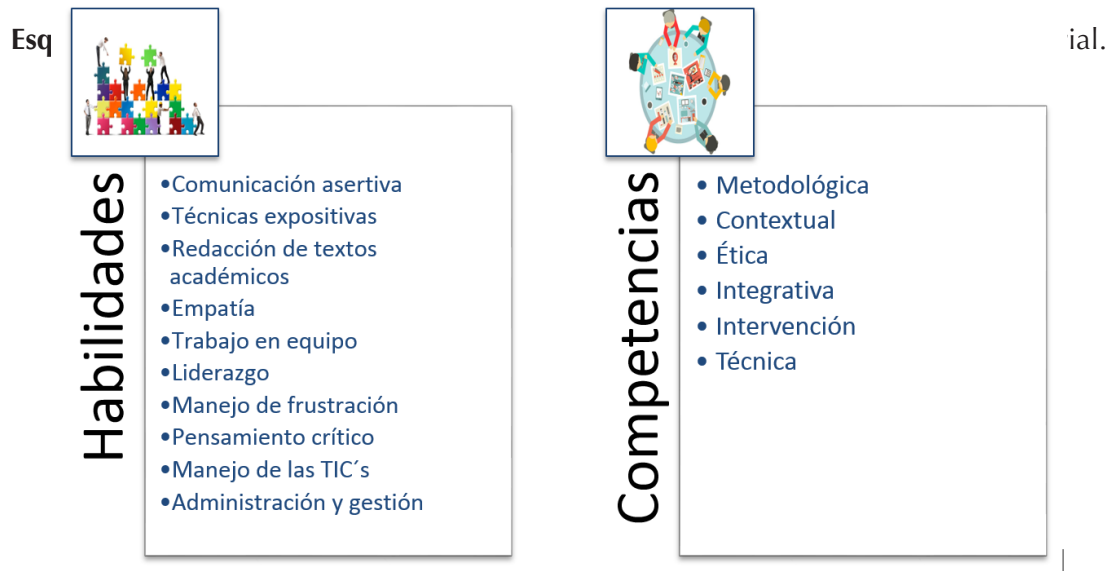 Esq
ial.
Habilidades
•Comunicación asertiva
•Técnicas expositivas
•Redacción de textos
académicos
•Empatía
•Trabajo en equipo
•Liderazgo
•Manejo de frustración
•Pensamiento crítico
•Manejo de las TIC´s
•Administración y gestión
Competencias
• Metodológica
• Contextual
• Ética
• Integrativa
• Intervención
• Técnica